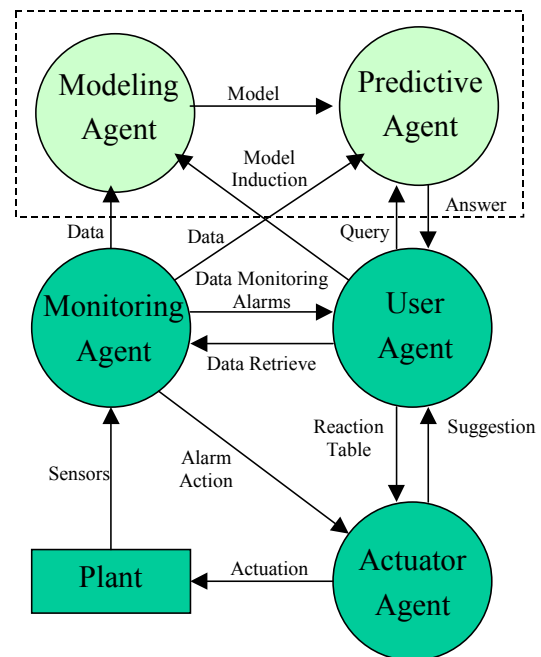 Modeling
Agent
Model
Predictive
Agent
Model
Induction
Data
Data
Query
Answer
Monitoring
Agent
Data Monitoring
Alarms
Data Retrieve
User
Agent
Sensors
Alarm
Action
Reaction
Table
Suggestion
Plant
Actuation
Actuator
Agent